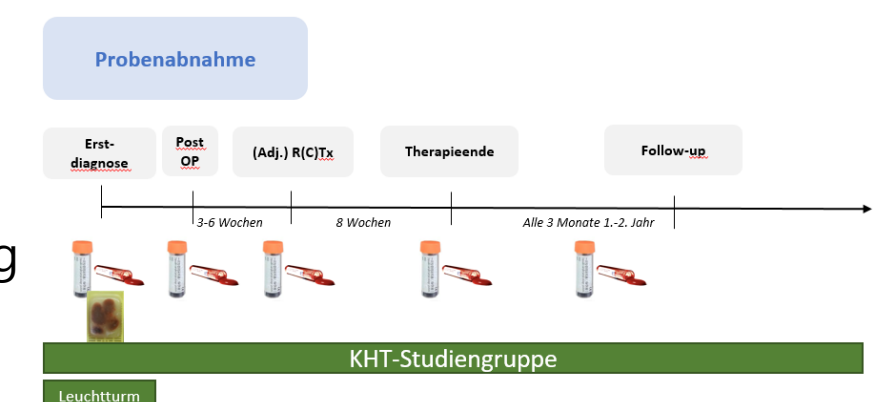 Probenabnahme
Erst-
diagnose
Post
OP
(Adj.) R(C)Tx
Therapieende
Follow-up
3-6 Wochen
8 Wochen
Alle 3 Monate 1.-2. Jahr
g
KHT-Studiengruppe
Leuchtturm